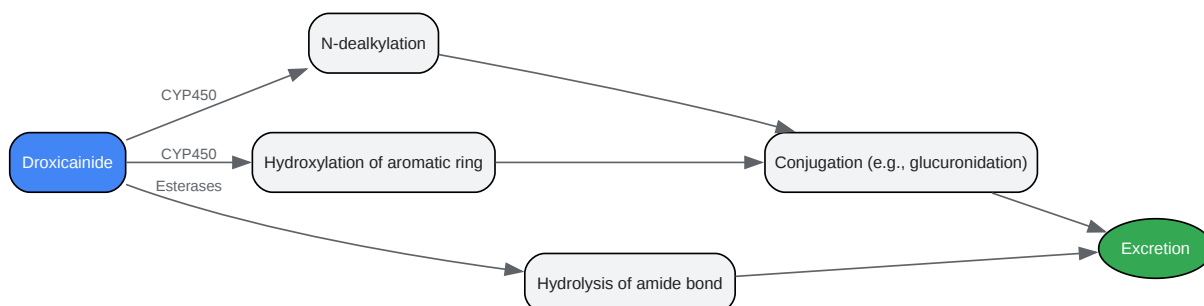 N-dealkylation
CYP450
Droxicainide
CYP450
Hydroxylation of aromatic ring
Conjugation (e.g., glucuronidation)
Esterases
Excretion
Hydrolysis of amide bond